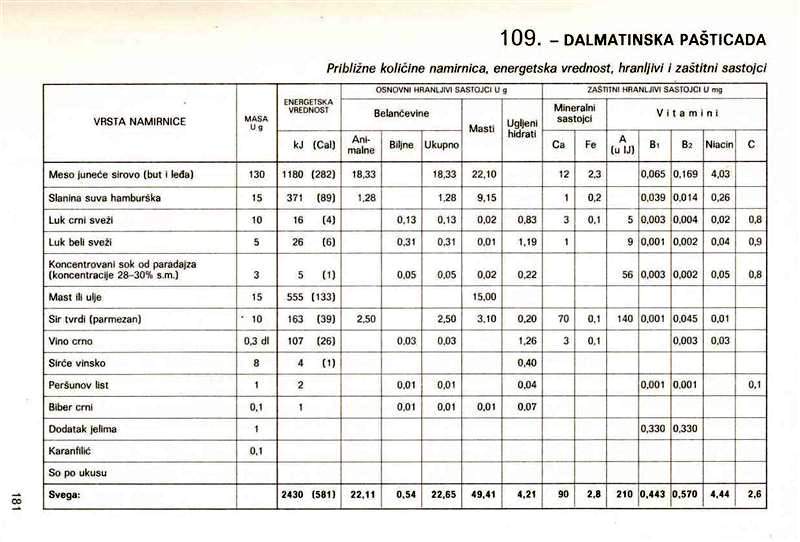 109. – DALMATINSKA PAŠTICADA
Približne količine namirnica, energetska vrednost, hranljivi i zaštitni sastojci
VRSTA NAMIRNICE MASA U g ENERGETSKA VREDNOST OSNOVNI HRANLJIVI SASTOJCI U g ZAŠTITNI HRANLJIVI SASTOJCI U mg
Belančevine Masti Ugljeni hidrati Mineralni sastojci Vitamini
kJ (Cal) Ani-malne Biljne Ukupno Ca Fe A (u IJ) B1 B2 Niacin C
Meso juneće sirovo (but i leđa) 130 1180 (282) 18,33 18,33 22,10 12 2,3 0,065 0,169 4,03
Slanina suva hamburška 15 371 (89) 1,28 1,28 9,15 1 0,2 0,039 0,014 0,26
Luk crni sveži 10 16 (4) 0,13 0,13 0,02 0,83 3 0,1 5 0,003 0,004 0,02 0,8
Luk beli sveži 5 26 (6) 0,31 0,31 0,01 1,19 1 9 0,001 0,002 0,04 0,9
Koncentrovani sok od paradajza
(koncentracije 28–30% s.m.) 3 5 (1) 0,05 0,05 0,02 0,22 56 0,003 0,002 0,05 0,8
Mast ili ulje 15 555 (133) 15,00
Sir tvrdi (parmezan) 10 163 (39) 2,50 2,50 3,10 0,20 70 0,1 140 0,001 0,045 0,01
Vino crno 0,3 dl 107 (26) 0,03 0,03 1,26 3 0,1 0,003 0,03
Sirće vinsko 8 4 (1) 0,40
Peršunov list 1 2 0,01 0,01 0,04 0,001 0,001 0,1
Biber crni 0,1 1 0,01 0,01 0,01 0,07
Dodatak jelima 1 0,330 0,330
Karanfilić 0,1
So po ukusu
Svega: 2430 (581) 22,11 0,54 22,65 49,41 4,21 90 2,8 210 0,443 0,570 4,44 2,6
181